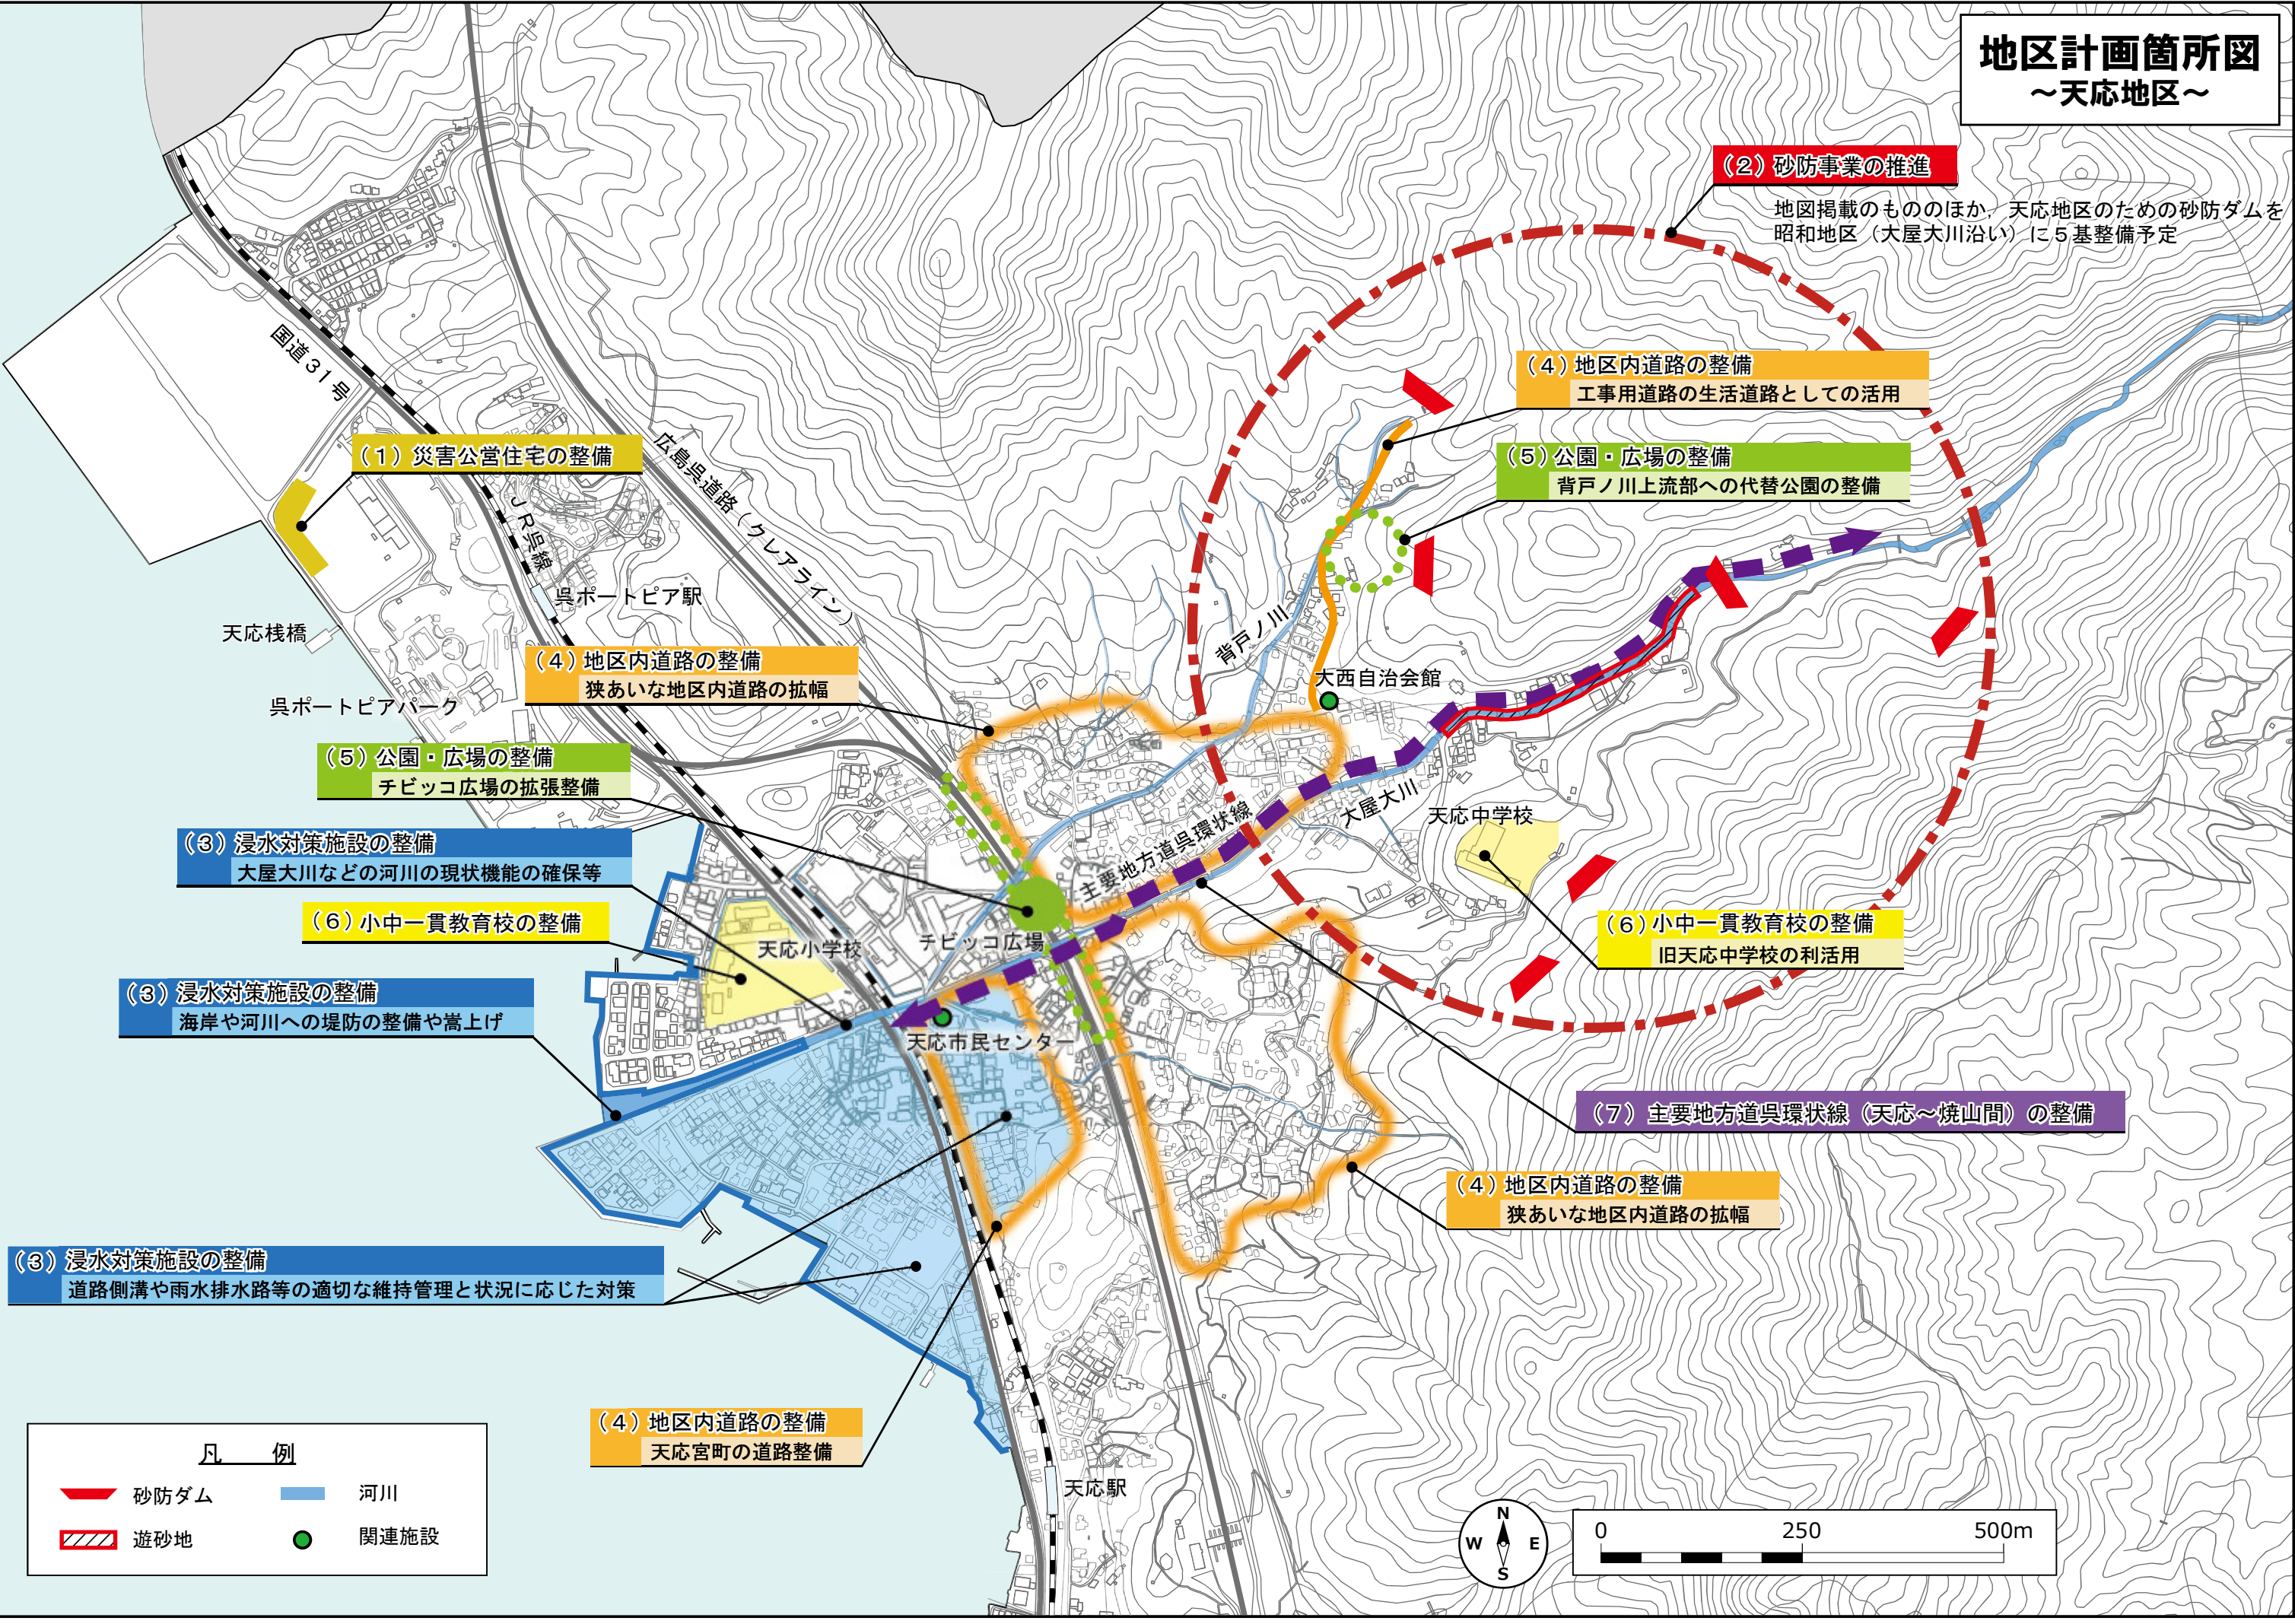 地区計画箇所図
～天応地区～
（２）砂防事業の推進
地図掲載のもののほか，天応地区のための砂防ダムを
昭和地区（大屋大川沿い）に５基整備予定
国道３１号
（４）地区内道路の整備
工事用道路の生活道路としての活用
（１）災害公営住宅の整備
広島呉道路（クレアライン）
（５）公園・広場の整備
背戸ノ川上流部への代替公園の整備
ＪＲ呉線
呉ポートピア駅
天応桟橋
背戸ノ川
（４）地区内道路の整備
狭あいな地区内道路の拡幅
大西自治会館
呉ポートピアパーク
（５）公園・広場の整備
チビッコ広場の拡張整備
主要地方道呉環状線
大屋大川
天応中学校
（３）浸水対策施設の整備
大屋大川などの河川の現状機能の確保等
（６）小中一貫教育校の整備
天応小学校
チビッコ広場
（６）小中一貫教育校の整備
旧天応中学校の利活用
（３）浸水対策施設の整備
海岸や河川への堤防の整備や嵩上げ
天応市民センター
（７）主要地方道呉環状線（天応～焼山間）の整備
（４）地区内道路の整備
狭あいな地区内道路の拡幅
（３）浸水対策施設の整備
道路側溝や雨水排水路等の適切な維持管理と状況に応じた対策
（４）地区内道路の整備
天応宮町の道路整備
天応駅
凡　例
砂防ダム
河川
遊砂地
関連施設
N
W
E
S
0
250
500m